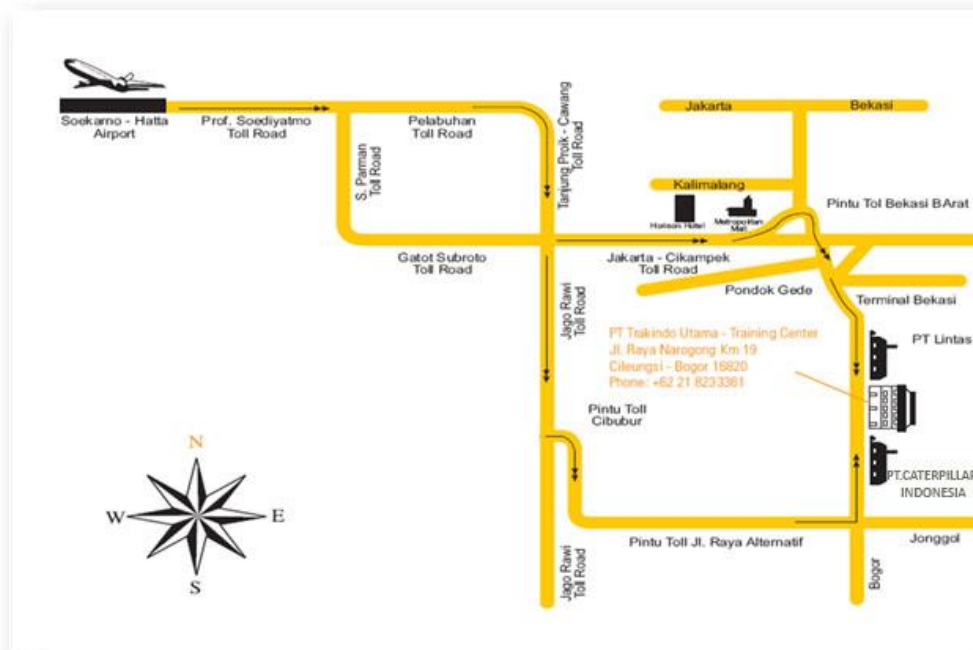 Soekarno - Hatta
Airport
Prof. Soediyatmo
Toll Road
Pelabuhan
Toll Road
S. Parman
Toll Road
Tanjung Proik - Cawang
Toll Road
Jakarta
Bekasi
Kalimalang
Horison Hotel
Metropolitan
Mall
Pintu Tol Bekasi BArat
Gatot Subroto
Toll Road
Jakarta - Cikampek
Toll Road
Pondok Gede
Terminal Bekasi
Jago Rawi
Toll Road
PT Trakindo Utama - Training Center
Jl. Raya Narogong Km 19
Cileungsi - Bogor 16820
Phone: +62 21 8233361
PT Lintas
Pintu Toll
Cibubur
N
W
E
S
PT.CATERPILLAR
INDONESIA
Pintu Toll Jl. Raya Alternatif
Jonggol
Jago Rawi
Toll Road
Bogor